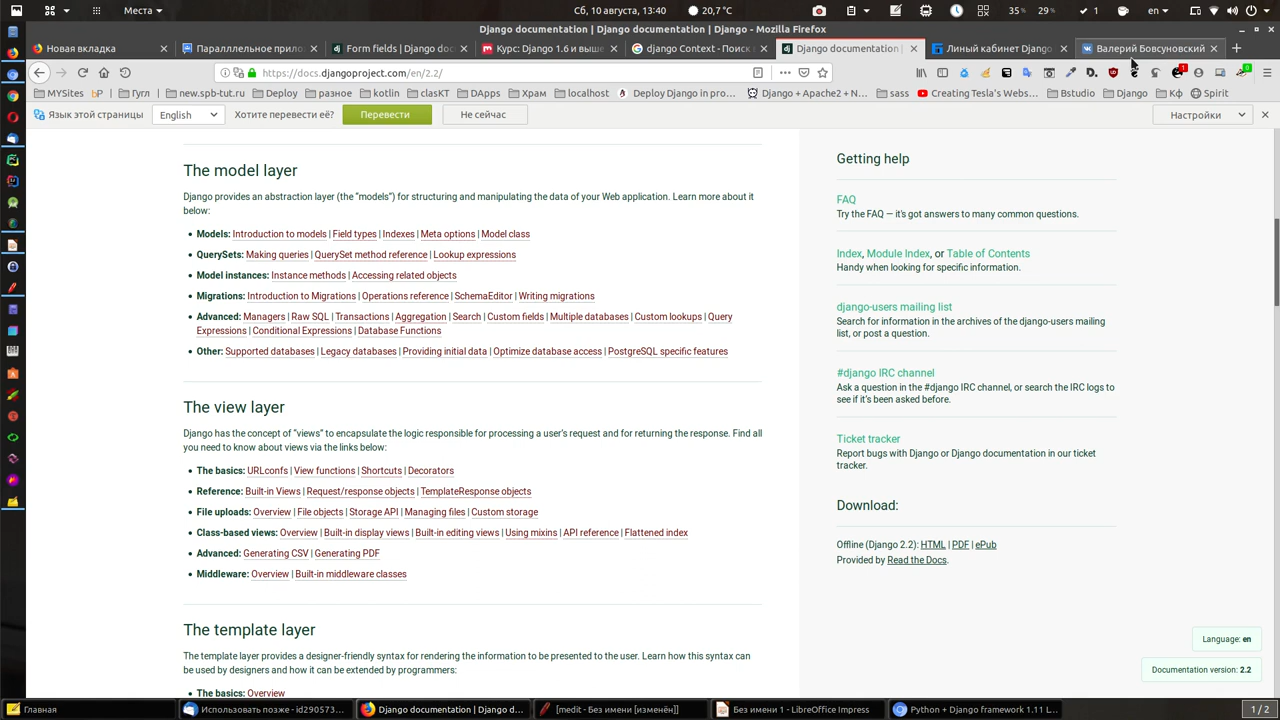 Места
Сб, 10 августа, 13:40
20,7 °C
35%
29%
1
en
Django documentation | Django documentation | Django - Mozilla Firefox
Новая вкладка
Параллельное прило
Form fields | Django doc
Курс: Django 1.6 и выше
django Context - Поиск
Django documentation |
Линый кабинет Django
Валерий Ковсуновский
https://docs.djangoproject.com/en/2.2/
MYSites
Гугл
new.spb-tut.ru
Deploy
разное
kotlin
clasKT
DApps
Храм
localhost
Deploy Django in pro...
Django + Apache2 + N...
sass
Creating Tesla's Webs...
Bstudio
Django
Кф
Spirit
Язык этой страницы
English
Хотите перевести её?
Перевести
Не сейчас
Настройки
The model layer
Django provides an abstraction layer (the “models”) for structuring and manipulating the data of your Web application. Learn more about it
below:
Models: Introduction to models | Field types | Indexes | Meta options | Model class
QuerySets: Making queries | QuerySet method reference | Lookup expressions
Model instances: Instance methods | Accessing related objects
Migrations: Introduction to Migrations | Operations reference | SchemaEditor | Writing migrations
Advanced: Managers | Raw SQL | Transactions | Aggregation | Search | Custom fields | Multiple databases | Custom lookups | Query
Expressions | Conditional Expressions | Database Functions
Other: Supported databases | Legacy databases | Providing initial data | Optimize database access | PostgreSQL specific features
The view layer
Django has the concept of “views” to encapsulate the logic responsible for processing a user’s request and for returning the response. Find all
you need to know about views via the links below:
The basics: URLconfs | View functions | Shortcuts | Decorators
Reference: Built-in Views | Request/response objects | TemplateResponse objects
File uploads: Overview | File objects | Storage API | Managing files | Custom storage
Class-based views: Overview | Built-in display views | Built-in editing views | Using mixins | API reference | Flattened index
Advanced: Generating CSV | Generating PDF
Middleware: Overview | Built-in middleware classes
The template layer
The template layer provides a designer-friendly syntax for rendering the information to be presented to the user. Learn how this syntax can
be used by designers and how it can be extended by programmers:
The basics: Overview
Getting help
FAQ
Try the FAQ — it's got answers to many common questions.
Index, Module Index, or Table of Contents
Handy when looking for specific information.
django-users mailing list
Search for information in the archives of the django-users mailing
list, or post a question.
#django IRC channel
Ask a question in the #django IRC channel, or search the IRC logs to
see if it’s been asked before.
Ticket tracker
Report bugs with Django or Django documentation in our ticket
tracker.
Download:
Offline (Django 2.2): HTML | PDF | ePub
Provided by Read the Docs.
Language: en
Documentation version: 2.2
Главная
Использовать позже - id290573...
Django documentation | Django d...
[medit - Без имени [изменён]]
Без имени 1 - LibreOffice Impress
Python + Django framework 1.11 L...
1 / 2